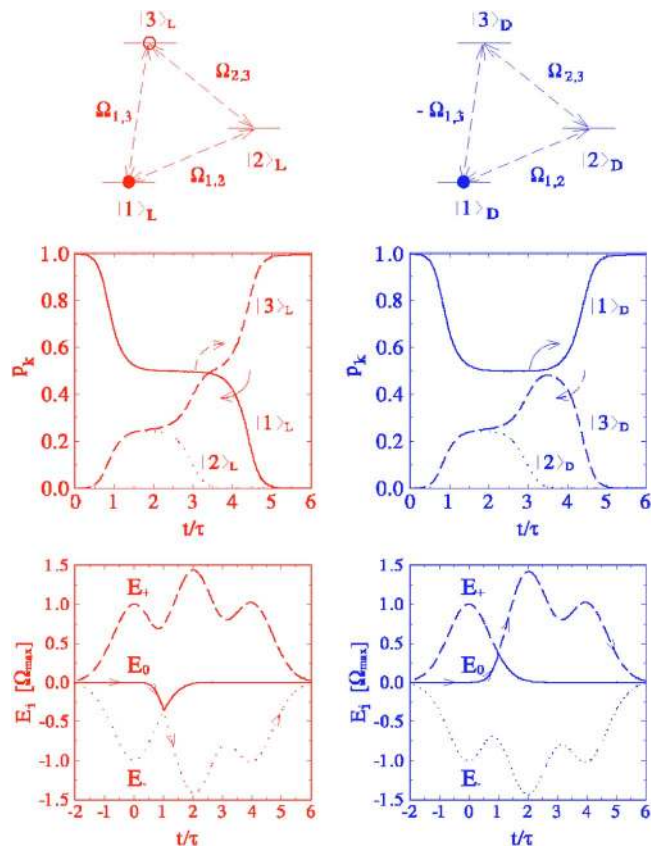 |3⟩L |3⟩D
Ω1,3 Ω2,3 - Ω1,3 Ω2,3
|2⟩L |2⟩D
Ω1,2 Ω1,2
|1⟩L |1⟩D
1.0 1.0
0.8 0.8
|3⟩L |1⟩D
0.6 0.6
pk pk
0.4 0.4
|1⟩L |3⟩D
0.2 0.2
|2⟩L |2⟩D
0.0 0.0
0 1 2 3 4 5 6 0 1 2 3 4 5 6
t/τ t/τ
1.5 1.5
E+ E+
1.0 1.0
0.5 0.5
E0 E0
Ei [Ωmax] Ei [Ωmax]
0.0 0.0
-0.5 -0.5
-1.0 -1.0
E- E-
-1.5 -1.5
-2 -1 0 1 2 3 4 5 6 -2 -1 0 1 2 3 4 5 6
t/τ t/τ